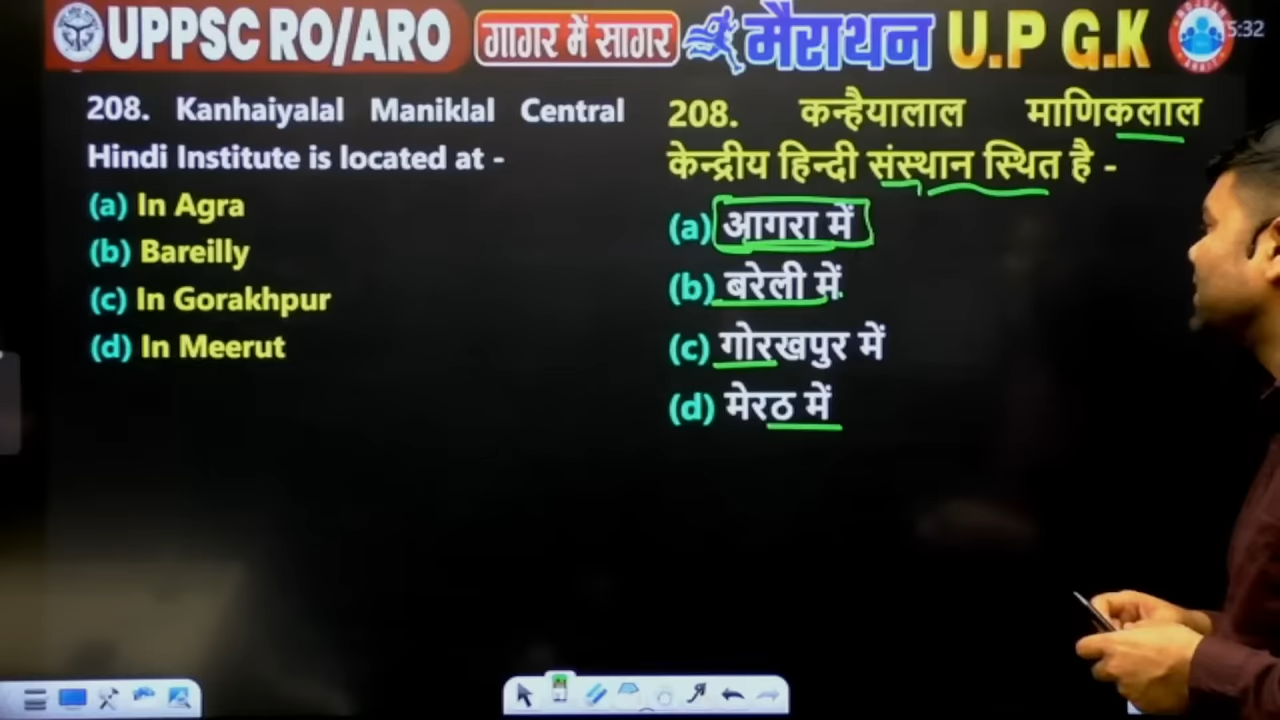 UPPSC RO/ARO गागर में सागर मैराथन U.P G.K
5:32
208. Kanhaiyalal Maniklal Central
Hindi Institute is located at -
(a) In Agra
(b) Bareilly
(c) In Gorakhpur
(d) In Meerut
208. कन्हैयालाल माणिकलाल
केन्द्रीय हिन्दी संस्थान स्थित है -
(a) आगरा में
(b) बरेली में
(c) गोरखपुर में
(d) मेरठ में